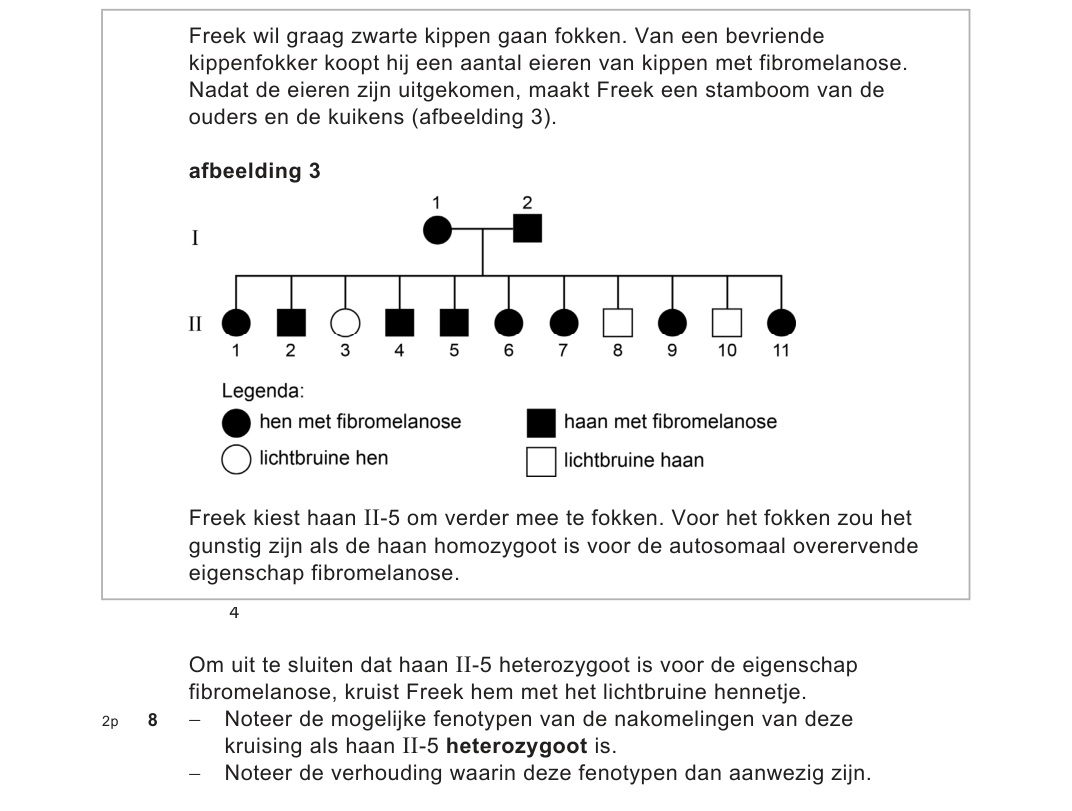 Freek wil graag zwarte kippen gaan fokken. Van een bevriende
kippenfokker koopt hij een aantal eieren van kippen met fibromelanose.
Nadat de eieren zijn uitgekomen, maakt Freek een stamboom van de
ouders en de kuikens (afbeelding 3).
afbeelding 3
1 2
I
II
1 2 3 4 5 6 7 8 9 10 11
Legenda:
hen met fibromelanose haan met fibromelanose
lichtbruine hen lichtbruine haan
Freek kiest haan II-5 om verder mee te fokken. Voor het fokken zou het
gunstig zijn als de haan homozygoot is voor de autosomaal overervende
eigenschap fibromelanose.
4
Om uit te sluiten dat haan II-5 heterozygoot is voor de eigenschap
fibromelanose, kruist Freek hem met het lichtbruine hennetje.
2p 8 – Noteer de mogelijke fenotypen van de nakomelingen van deze
kruising als haan II-5 heterozygoot is.
– Noteer de verhouding waarin deze fenotypen dan aanwezig zijn.